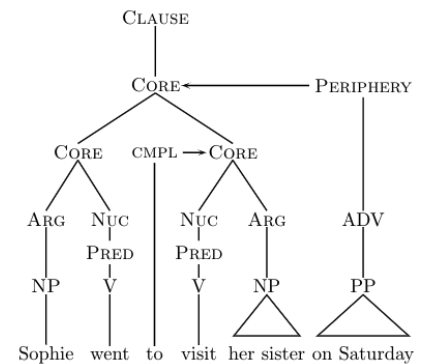 CLAUSE
CORE PERIPHERY
CORE CMPL CORE
ARG NUC NUC ARG ADV
PRED PRED
NP V V NP PP
Sophie went to visit her sister on Saturday